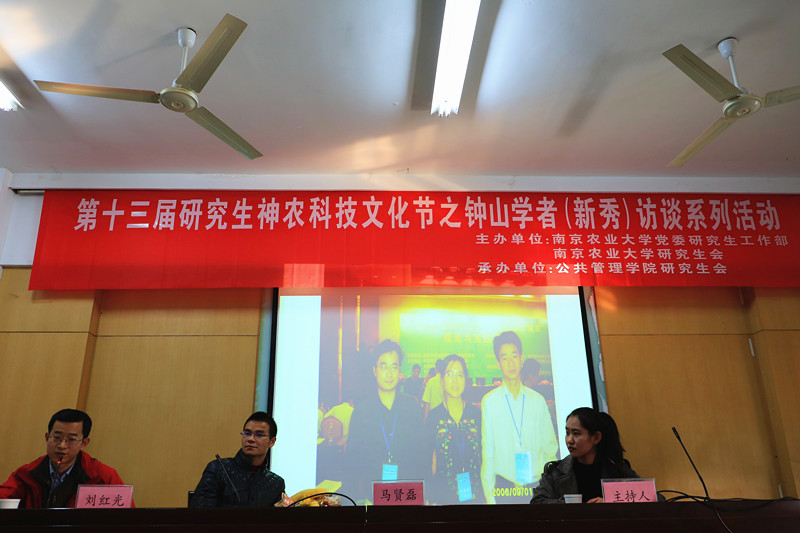 第十三届研究生神农科技文化节之钟山学者(新秀)访谈系列活动
主办单位:南京农业大学党委研究生工作部
南京农业大学研究生会
承办单位:公共管理学院研究生会
2006/09/01
刘红光
马贤磊
主持人